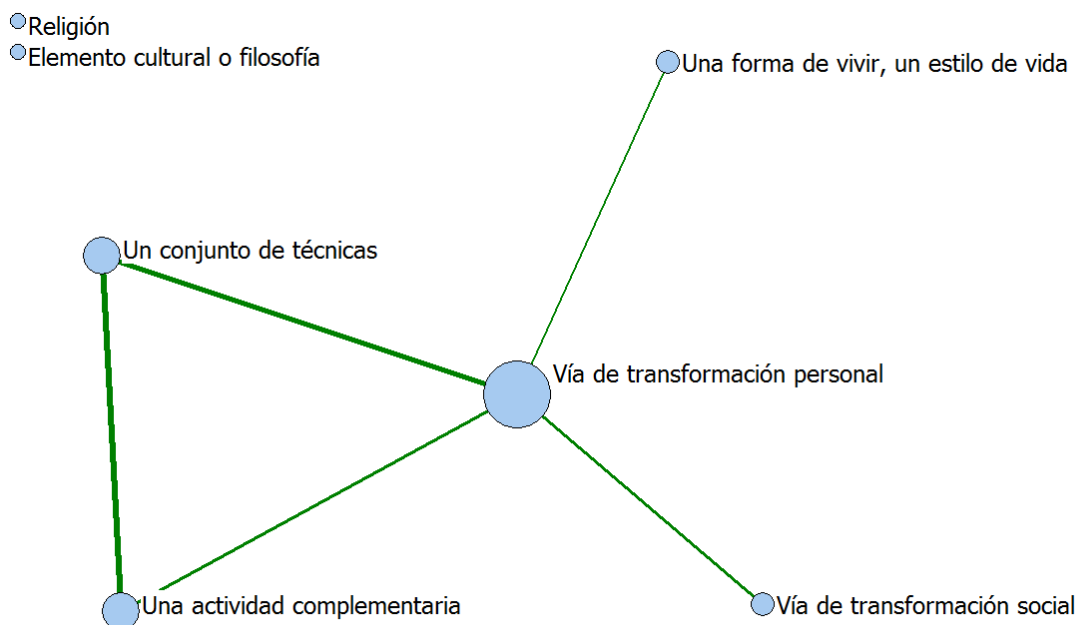 Religión
Elemento cultural o filosofía
Una forma de vivir, un estilo de vida
Un conjunto de técnicas
Vía de transformación personal
Una actividad complementaria
Vía de transformación social